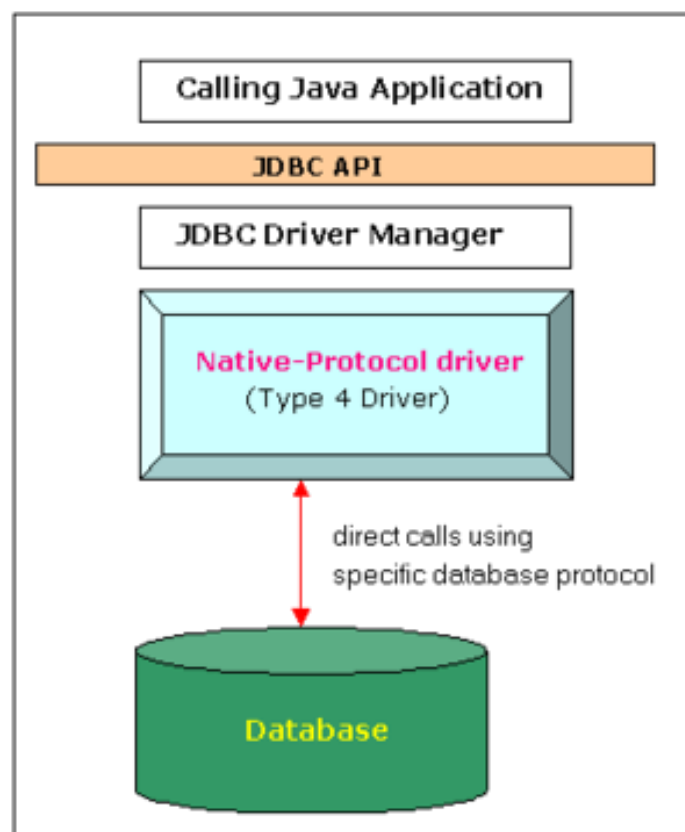 Calling Java Application
JDBC API
JDBC Driver Manager
Native-Protocol driver
(Type 4 Driver)
direct calls using
specific database protocol
Database